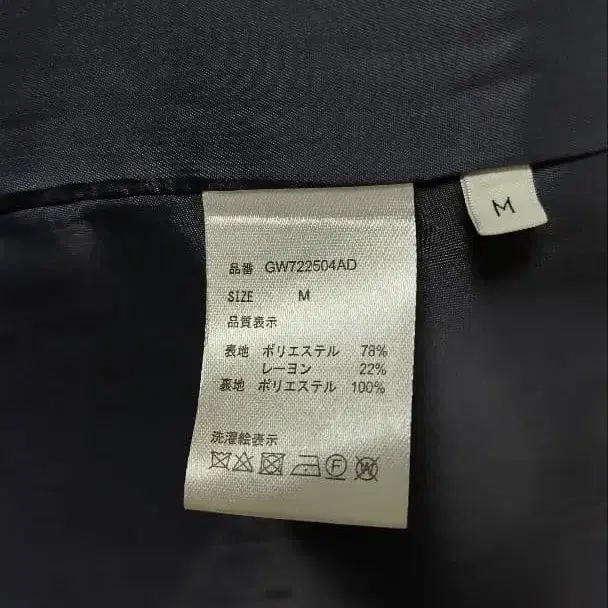 品番 GW722504AD
SIZE M
品質表示
表地 ポリエステル 78%
レーヨン 22%
裏地 ポリエステル 100%
洗濯絵表示
F W
M